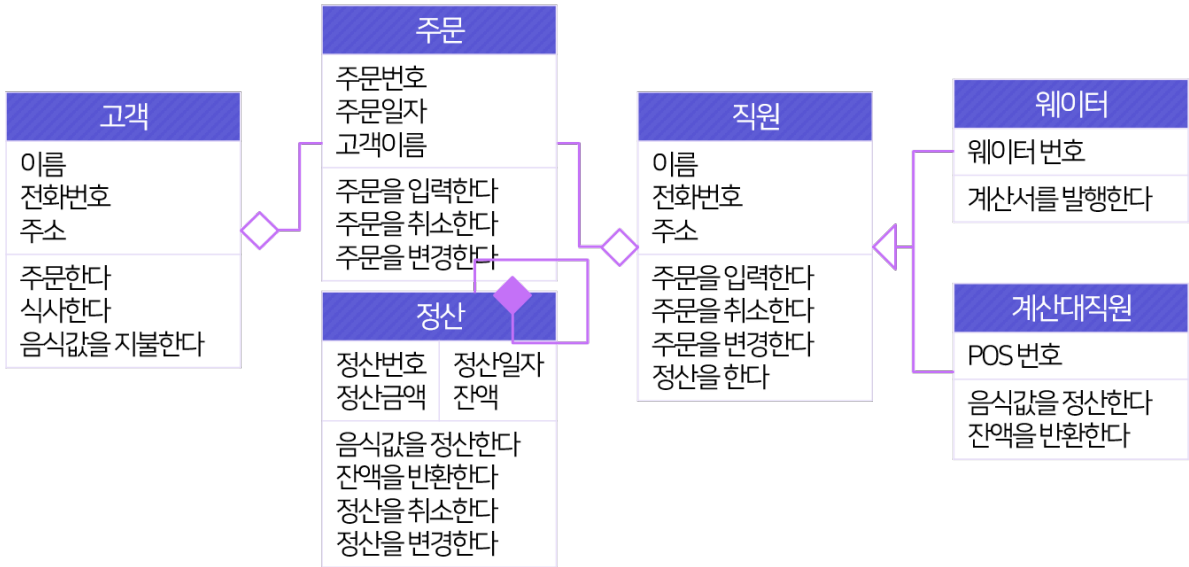 고객
이름
전화번호
주소
주문한다
식사한다
음식값을 지불한다
주문
주문번호
주문일자
고객이름
주문을 입력한다
주문을 취소한다
주문을 변경한다
정산
정산번호 정산일자
정산금액 잔액
음식값을 정산한다
잔액을 반환한다
정산을 취소한다
정산을 변경한다
직원
이름
전화번호
주소
주문을 입력한다
주문을 취소한다
주문을 변경한다
정산을 한다
웨이터
웨이터 번호
계산서를 발행한다
계산대직원
POS 번호
음식값을 정산한다
잔액을 반환한다